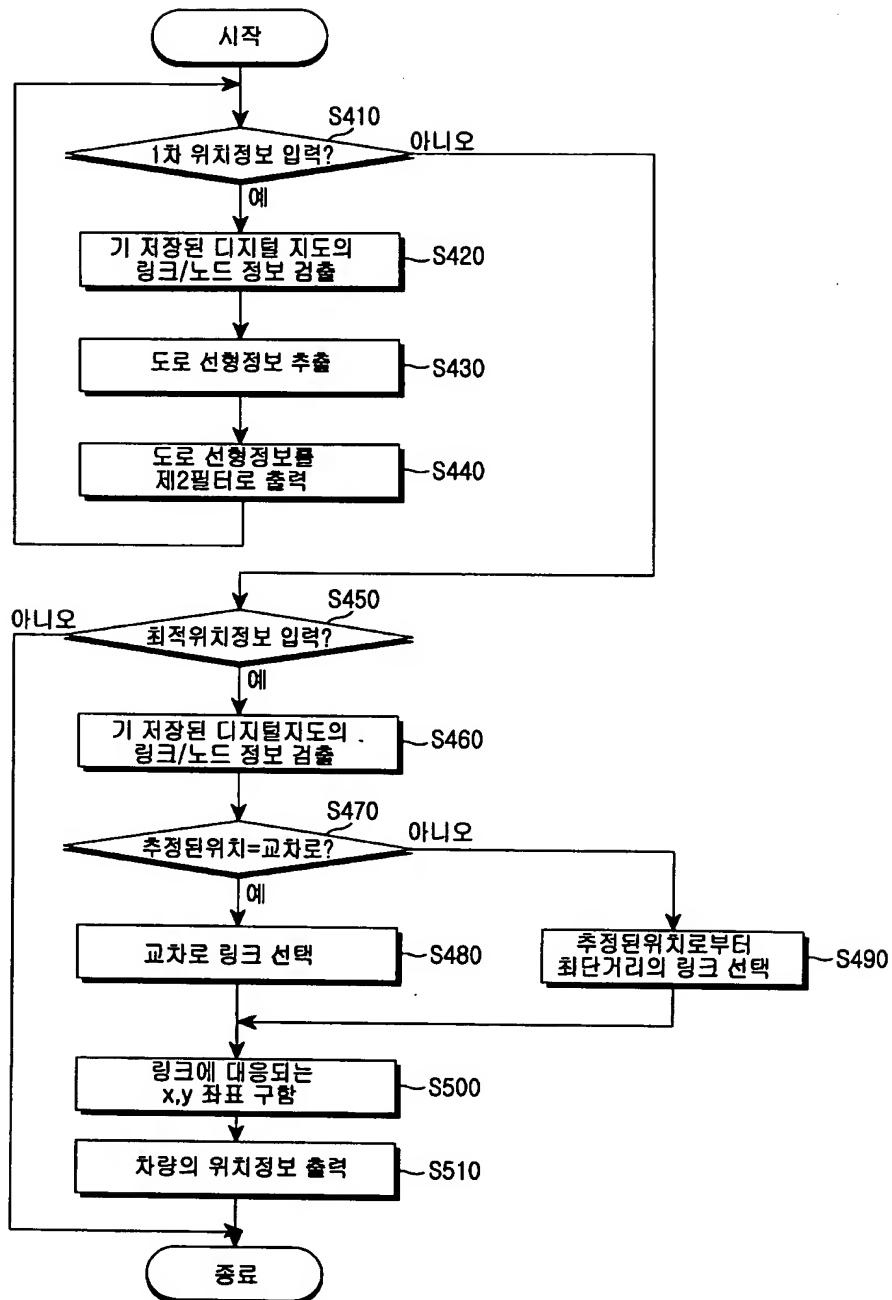 시작
S410
1차 위치정보 입력?
아니오
예
기 저장된 디지털 지도의
링크/노드 정보 검출
S420
도로 선형정보 추출
S430
도로 선형정보를
제2필터로 출력
S440
S450
아니오
최적위치정보 입력?
예
기 저장된 디지털지도의
링크/노드 정보 검출
S460
S470
추정된위치=교차로?
아니오
예
교차로 링크 선택
S480
추정된위치로부터
최단거리의 링크 선택
S490
링크에 대응되는
x,y 좌표 구함
S500
차량의 위치정보 출력
S510
종료